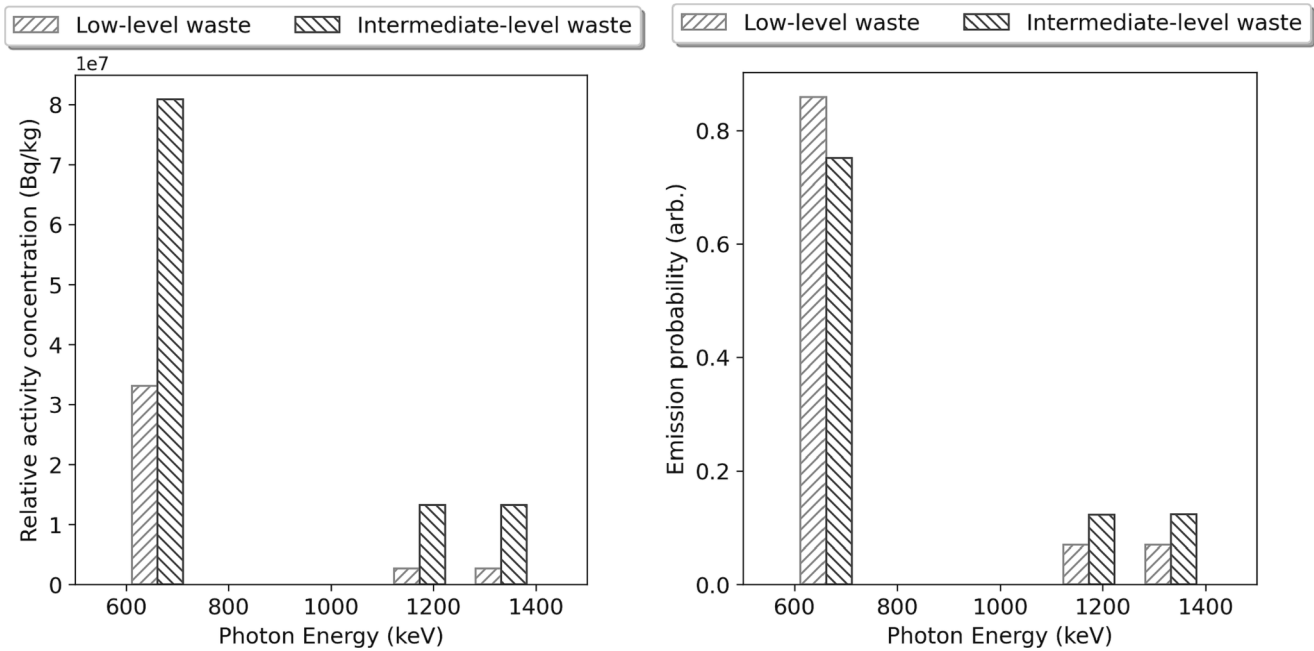 Low-level waste
Intermediate-level waste
1e7
8
7
6
5
4
3
2
1
0
Relative activity concentration (Bq/kg)
600 800 1000 1200 1400
Photon Energy (keV)
Low-level waste
Intermediate-level waste
0.8
0.6
0.4
0.2
0.0
Emission probability (arb.)
600 800 1000 1200 1400
Photon Energy (keV)